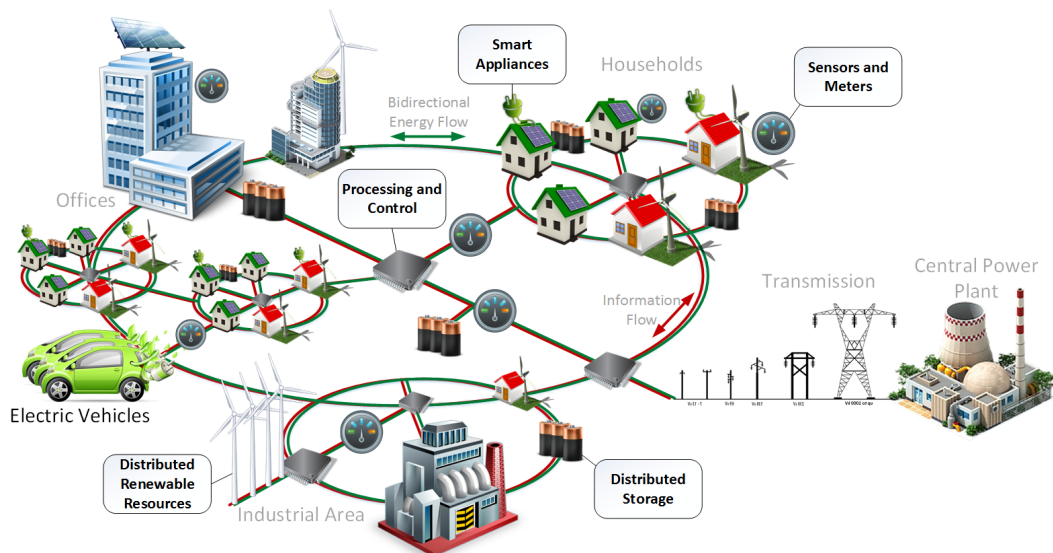 Smart
Appliances
Households
Sensors and
Meters
Bidirectional
Energy Flow
Processing and
Control
Offices
Transmission
Central Power
Plant
Information
Flow
Electric Vehicles
Distributed
Renewable
Resources
Distributed
Storage
Industrial Area